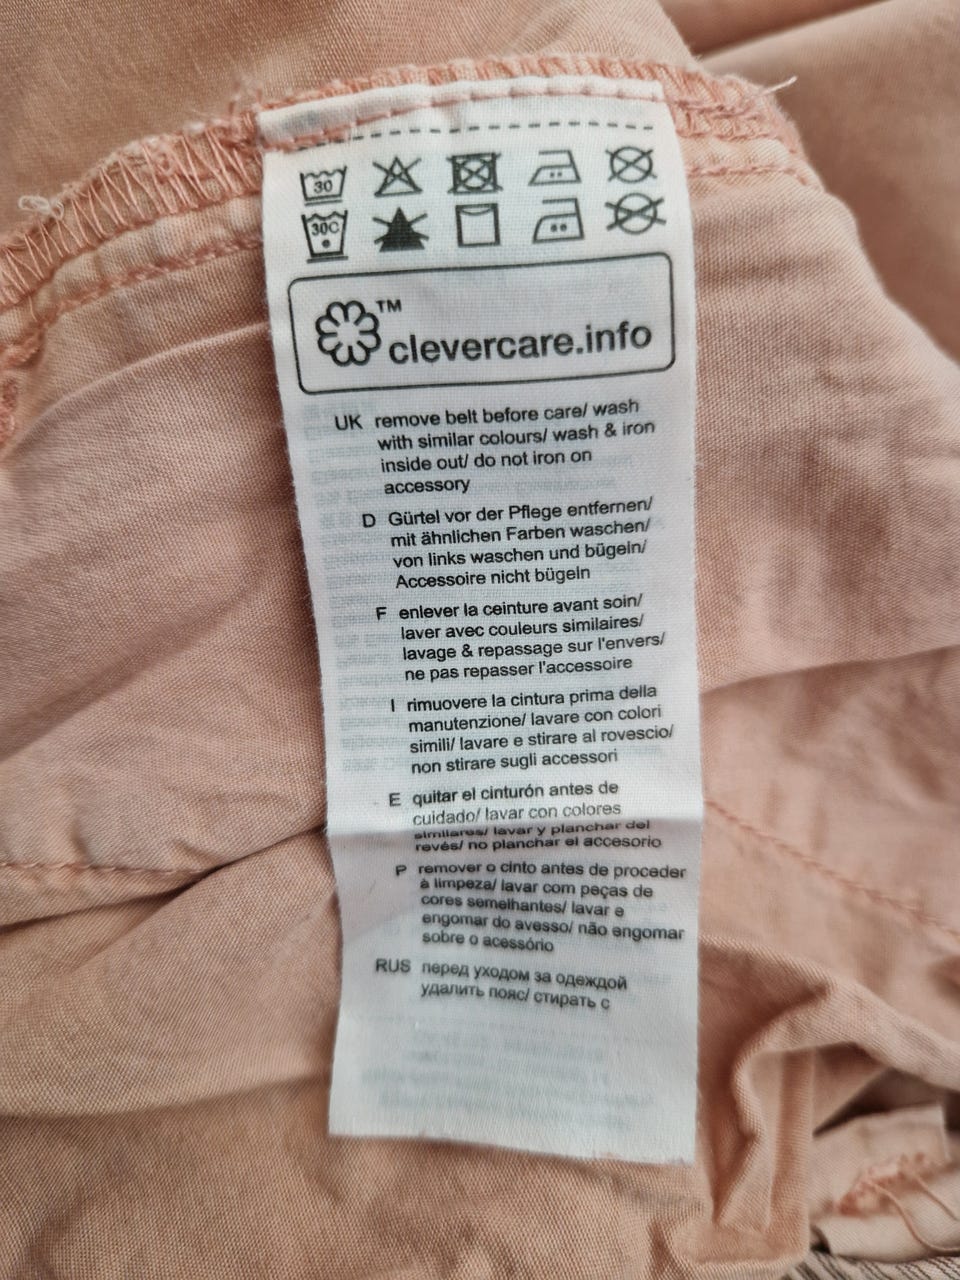 30
30C
clevercare.info™
UK remove belt before care/ wash
with similar colours/ wash & iron
inside out/ do not iron on
accessory
D Gürtel vor der Pflege entfernen/
mit ähnlichen Farben waschen/
von links waschen und bügeln/
Accessoire nicht bügeln
F enlever la ceinture avant soin/
laver avec couleurs similaires/
lavage & repassage sur l'envers/
ne pas repasser l'accessoire
I rimuovere la cintura prima della
manutenzione/ lavare con colori
simili/ lavare e stirare al rovescio/
non stirare sugli accessori
E quitar el cinturón antes de
cuidado/ lavar con colores
similares/ lavar y planchar del
revés/ no planchar el accesorio
P remover o cinto antes de proceder
à limpeza/ lavar com peças de
cores semelhantes/ lavar e
engomar do avesso/ não engomar
sobre o acessório
RUS перед уходом за одеждой
удалить пояс/ стирать с